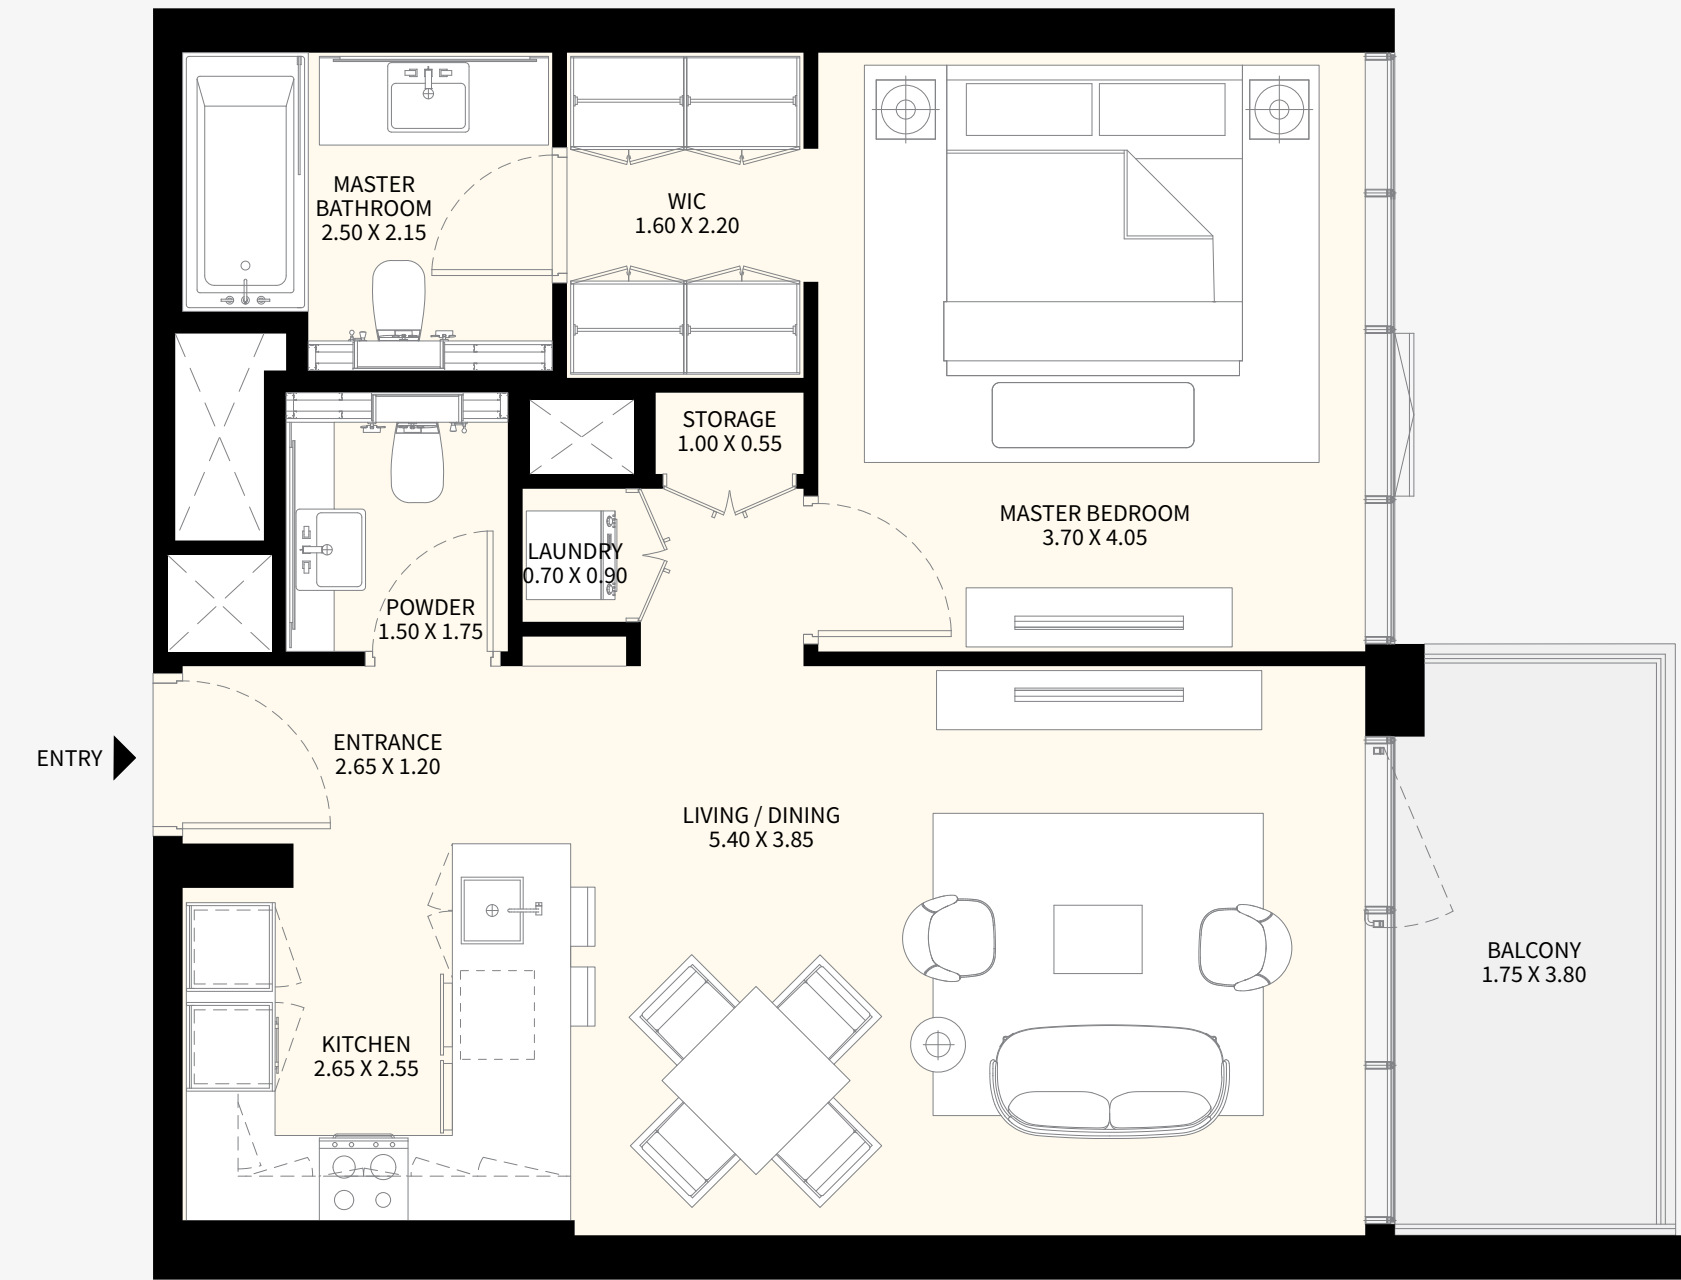 MASTER
BATHROOM
2.50 X 2.15
WIC
1.60 X 2.20
STORAGE
1.00 X 0.55
MASTER BEDROOM
3.70 X 4.05
LAUNDRY
0.70 X 0.90
POWDER
1.50 X 1.75
ENTRY
ENTRANCE
2.65 X 1.20
LIVING / DINING
5.40 X 3.85
BALCONY
1.75 X 3.80
KITCHEN
2.65 X 2.55